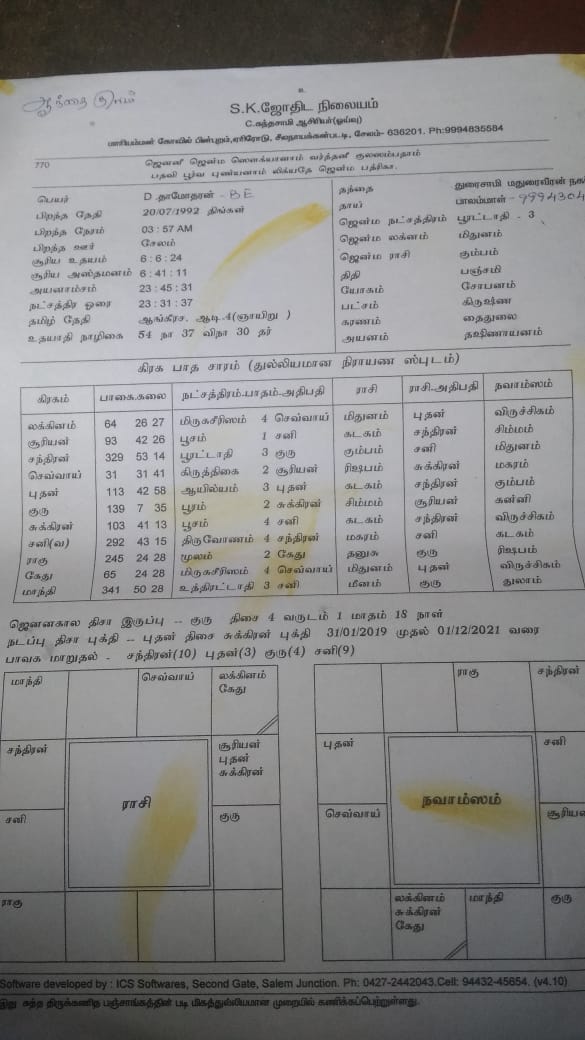 உ
ஆந்தை குலம்
S.K.ஜோதிட நிலையம்
C.கந்தசாமி ஆசிரியர்(ஓய்வு)
மாரியம்மன் கோவில் பின்புறம்,ஏரிரோடு, சீலநாயக்கன்பட்டி, சேலம்- 636201. Ph:9994835584
770
ஜெனனீ ஜென்ம ஸௌக்யானாம் வர்த்தனீ குலஸம்பதாம்
பதவி பூர்வ புண்யனாம் லிக்யதே ஜென்ம பத்ரிகா.
பெயர் D.தாமோதரன் - BE
பிறந்த தேதி 20/07/1992 திங்கள்
பிறந்த நேரம் 03 : 57 AM
பிறந்த ஊர் சேலம்
சூரிய உதயம் 6 : 6 : 24
சூரிய அஸ்தமனம் 6 : 41 : 11
அயனாம்சம் 23 : 45 : 31
நட்சத்திர ஓரை 23 : 31 : 37
தமிழ் தேதி ஆங்கீரச. ஆடி.4(ஞாயிறு )
உதயாதி நாழிகை 54 நா 37 விநா 30 தர்
தந்தை துரைசாமி மதுரைவீரன் நகர்
தாய் பாலம்மாள் - 9994304
ஜென்ம நட்சத்திரம் பூரட்டாதி - 3
ஜென்ம லக்னம் மிதுனம்
ஜென்ம ராசி கும்பம்
திதி பஞ்சமி
யோகம் சோபனம்
பட்சம் கிருஷ்ண
கரணம் தைதுலை
அயனம் தஷிணாயனம்
கிரக பாத சாரம் (துல்லியமான நிராயண ஸ்புடம்)
கிரகம் பாகை.கலை நட்சத்திரம்-பாதம்-அதிபதி ராசி ராசி-அதிபதி நவாம்ஸம்
லக்கினம் 64 26 27 மிருகசீரிஸம் 4 செவ்வாய் மிதுனம் புதன் விருச்சிகம்
சூரியன் 93 42 26 பூசம் 1 சனி கடகம் சந்திரன் சிம்மம்
சந்திரன் 329 53 14 பூரட்டாதி 3 குரு கும்பம் சனி மிதுனம்
செவ்வாய் 31 31 41 கிருத்திகை 2 சூரியன் ரிஷபம் சுக்கிரன் மகரம்
புதன் 113 42 58 ஆயில்யம் 3 புதன் கடகம் சந்திரன் கும்பம்
குரு 139 7 35 பூரம் 2 சுக்கிரன் சிம்மம் சூரியன் கன்னி
சுக்கிரன் 103 41 13 பூசம் 4 சனி கடகம் சந்திரன் விருச்சிகம்
சனி(வ) 292 43 15 திருவோணம் 4 சந்திரன் மகரம் சனி கடகம்
ராகு 245 24 28 மூலம் 2 கேது தனுசு குரு ரிஷபம்
கேது 65 24 28 மிருகசீரிஸம் 4 செவ்வாய் மிதுனம் புதன் விருச்சிகம்
மாந்தி 341 50 28 உத்திரட்டாதி 3 சனி மீனம் குரு துலாம்
ஜெனனகால திசா இருப்பு -- குரு திசை 4 வருடம் 1 மாதம் 18 நாள்
நடப்பு திசா புக்தி -- புதன் திசை சுக்கிரன் புக்தி 31/01/2019 முதல் 01/12/2021 வரை
பாவக மாறுதல் - சந்திரன்(10) புதன்(3) குரு(4) சனி(9)
மாந்தி செவ்வாய் லக்கினம்
கேது
சந்திரன் சூரியன்
புதன்
சுக்கிரன்
ராசி
சனி குரு
ராகு
ராகு சந்திரன்
புதன் சனி
நவாம்ஸம்
செவ்வாய் சூரியன்
லக்கினம் மாந்தி குரு
சுக்கிரன்
கேது
Software developed by : ICS Softwares, Second Gate, Salem Junction. Ph: 0427-2442043.Cell: 94432-45654. (v4.10)
இது சுத்த திருக்கணித பஞ்சாங்கத்தின் படி மிகத்துல்லியமான முறையில் கணிக்கப்பெற்றுள்ளது.